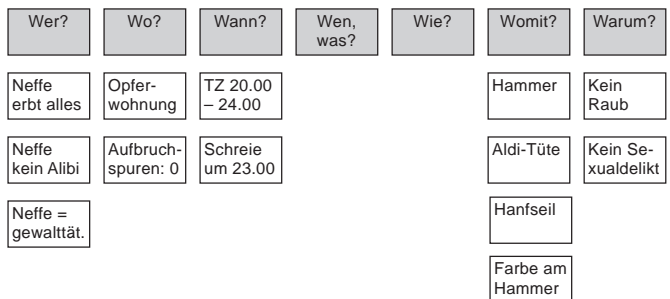 Wer?
Wo?
Wann?
Wen,
was?
Wie?
Womit?
Warum?
Neffe
erbt alles
Opfer-
wohnung
TZ 20.00
– 24.00
Hammer
Kein
Raub
Neffe
kein Alibi
Aufbruch-
spuren: 0
Schreie
um 23.00
Aldi-Tüte
Kein Se-
xualdelikt
Neffe =
gewalttät.
Hanfseil
Farbe am
Hammer